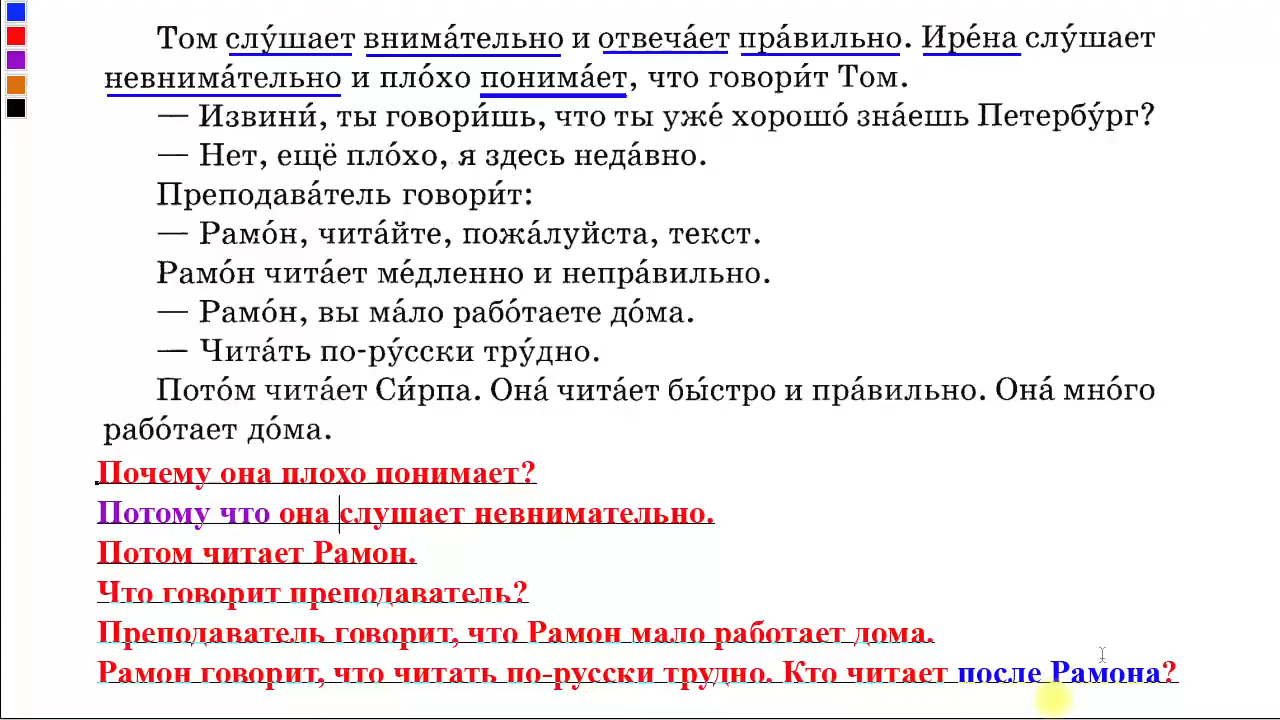 Том слу́шает внима́тельно и отвеча́ет пра́вильно. Ире́на слу́шает
невнима́тельно и пло́хо понима́ет, что говори́т Том.
— Извини́, ты говори́шь, что ты уже́ хорошо́ зна́ешь Петербу́рг?
— Нет, ещё пло́хо, я здесь неда́вно.
Преподава́тель говори́т:
— Рамо́н, чита́йте, пожа́луйста, текст.
Рамо́н чита́ет ме́дленно и непра́вильно.
— Рамо́н, вы ма́ло рабо́таете до́ма.
— Чита́ть по-ру́сски тру́дно.
Пото́м чита́ет Си́рпа. Она́ чита́ет бы́стро и пра́вильно. Она́ мно́го
рабо́тает до́ма.
Почему она плохо понимает?
Потому что она слушает невнимательно.
Потом читает Рамон.
Что говорит преподаватель?
Преподаватель говорит, что Рамон мало работает дома.
Рамон говорит, что читать по-русски трудно. Кто читает после Рамона?